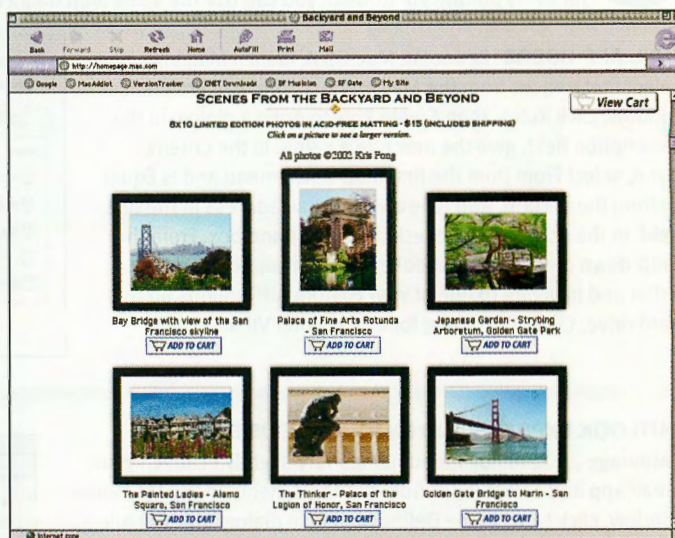 Backyard and Beyond
Back Forward Stop Refresh Home AutoFill Print Mail
http://homepage.mac.com
Google MacAddict VersionTracker CNET Downloads SF Musician SF Gate My Site
SCENES FROM THE BACKYARD AND BEYOND
View Cart
8X10 LIMITED EDITION PHOTOS IN ACID-FREE MATTING - $15 (INCLUDES SHIPPING)
Click on a picture to see a larger version.
All photos ©2002 Kris Fong
Bay Bridge with view of the San
Francisco skyline
ADD TO CART
Palace of Fine Arts Rotunda
- San Francisco
ADD TO CART
Japanese Garden - Strybing
Arboretum, Golden Gate Park
ADD TO CART
The Painted Ladies - Alamo
Square, San Francisco
ADD TO CART
The Thinker - Palace of the
Legion of Honor, San Francisco
ADD TO CART
Golden Gate Bridge to Marin - San
Francisco
ADD TO CART
Internet zone